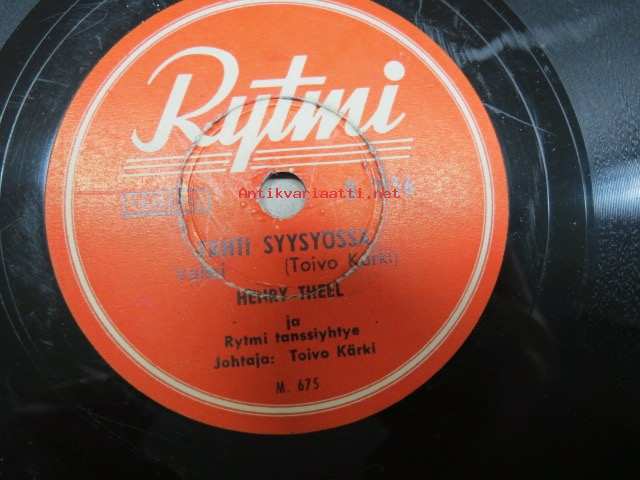 Rytmi
Antikvariaatti.net
SYYSYÖSSÄ
(Toivo Kärki)
HENRY THEEL
ja
Rytmi tanssiyhtye
Johtaja: Toivo Kärki
M. 675